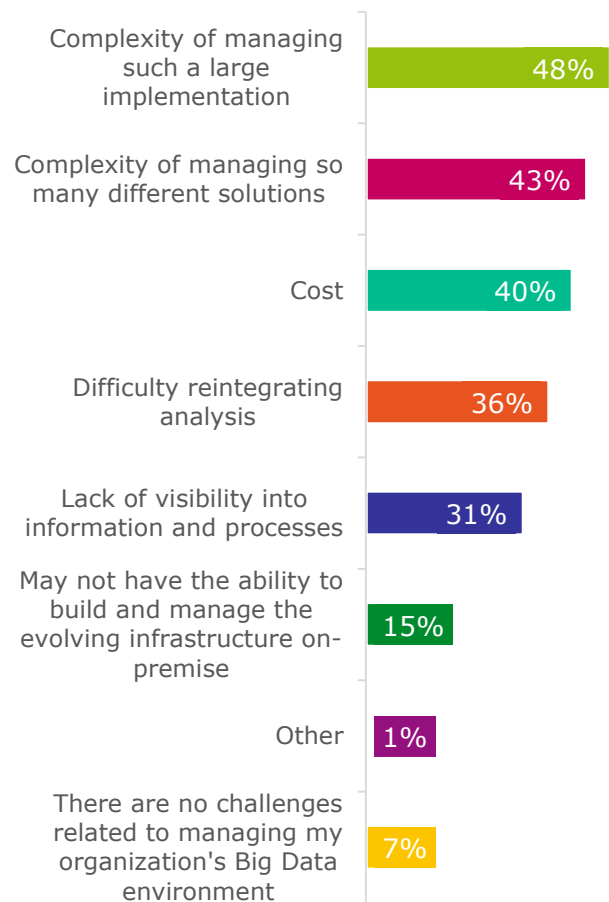 Complexity of managing
such a large
implementation
48%
Complexity of managing so
many different solutions
43%
Cost
40%
Difficulty reintegrating
analysis
36%
Lack of visibility into
information and processes
31%
May not have the ability to
build and manage the
evolving infrastructure on-
premise
15%
Other
1%
There are no challenges
related to managing my
organization's Big Data
environment
7%